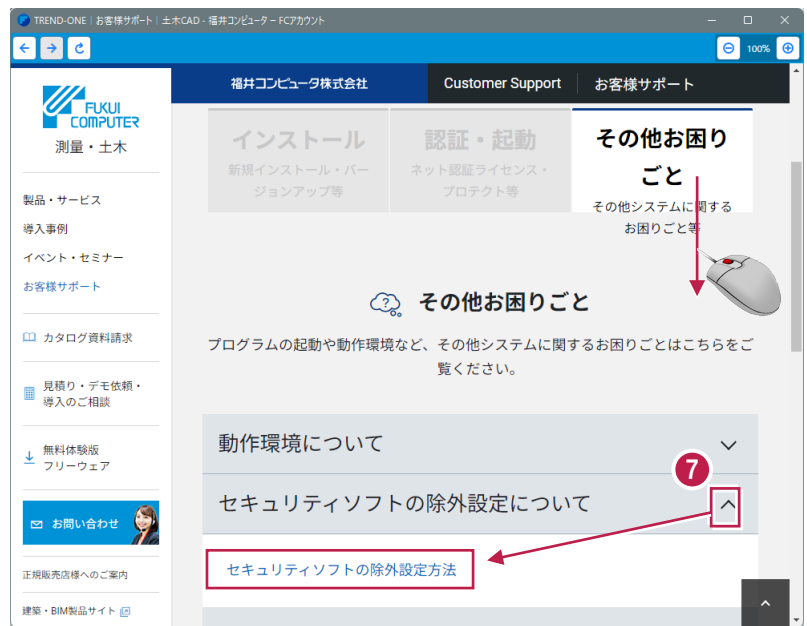 TREND-ONE | お客様サポート | 土木CAD - 福井コンピューター – FCアカウント
100%
FUKUI
COMPUTER
測量・土木
製品・サービス
導入事例
イベント・セミナー
お客様サポート
カタログ資料請求
見積り・デモ依頼・
導入のご相談
無料体験版
フリーウェア
お問い合わせ
正規販売店様へのご案内
建築・BIM製品サイト
福井コンピュータ株式会社
Customer Support
お客様サポート
インストール
新規インストール・バー
ジョンアップ等
認証・起動
ネット認証ライセンス・
プロテクト等
その他お困り
ごと
その他システムに関する
お困りごと等
その他お困りごと
プログラムの起動や動作環境など、その他システムに関するお困りごとはこちらをご
覧ください。
動作環境について
7
セキュリティソフトの除外設定について
セキュリティソフトの除外設定方法